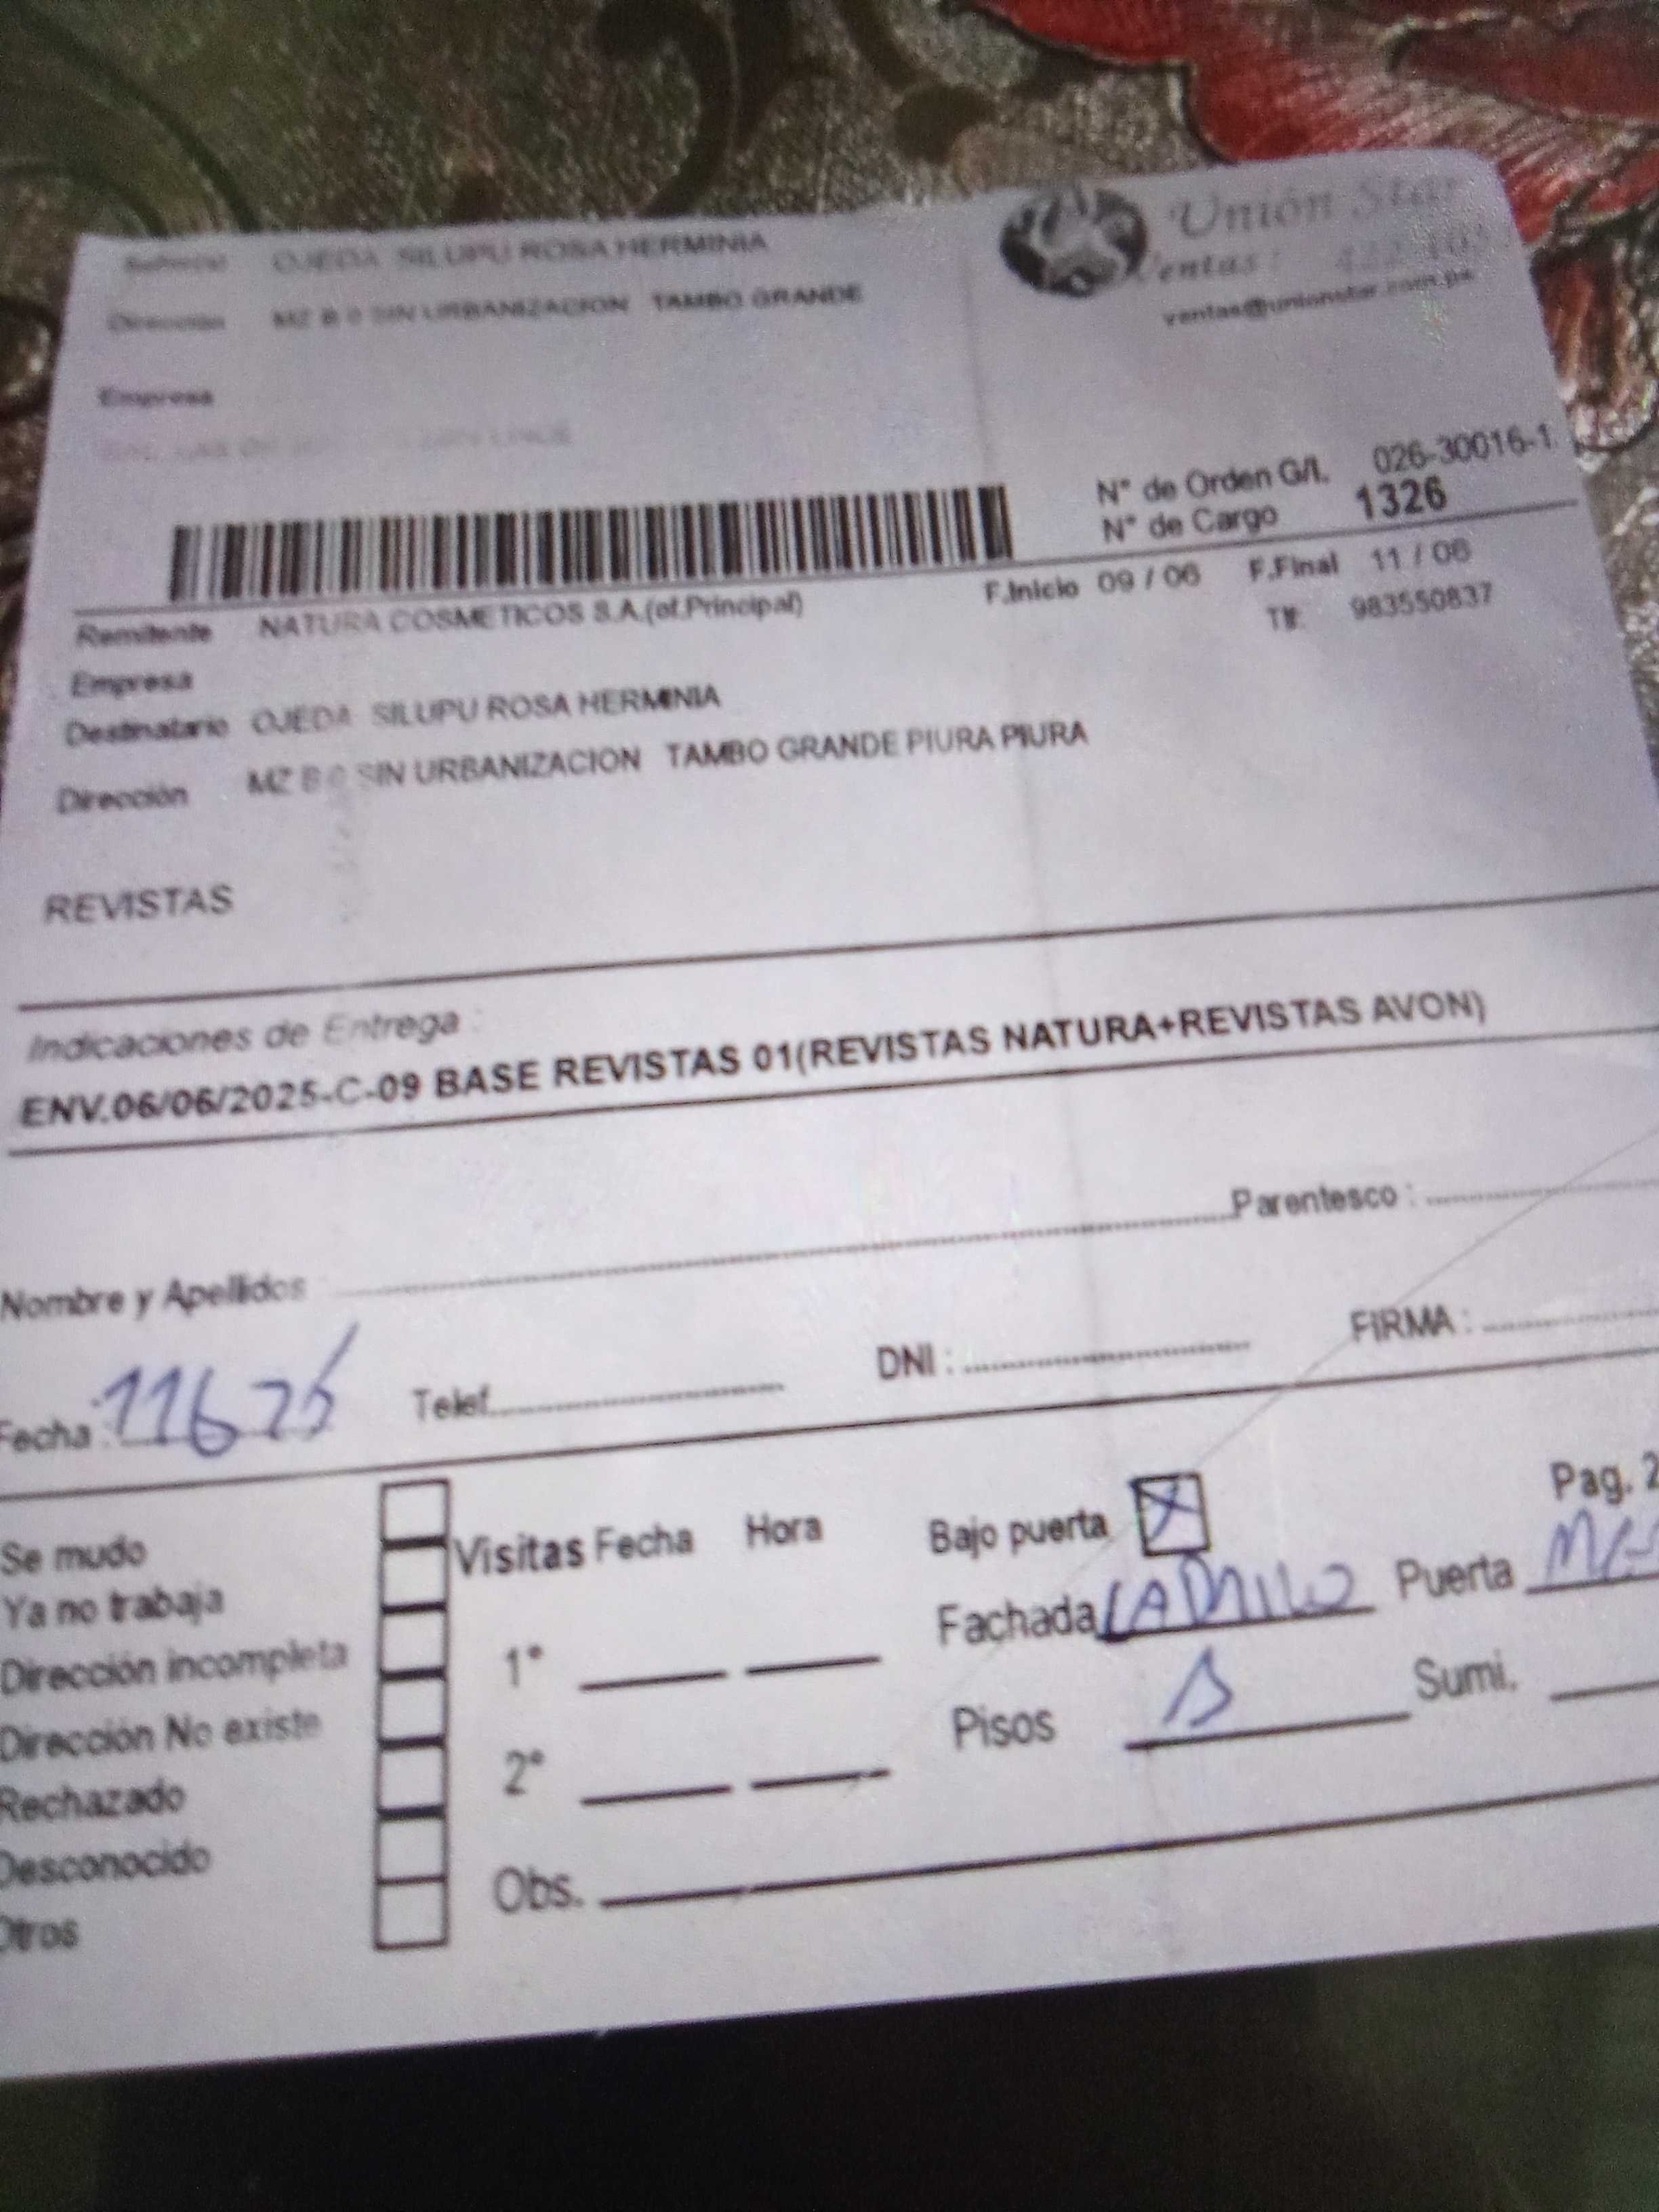 Señor(a) OJEDA SILUPU ROSA HERMINIA
Unión Star
Dirección MZ B 0 SIN URBANIZACION TAMBO GRANDE
Ventas :
ventas@unionstar.com.pe
Empresa
N° de Orden G/I. 026-30016-1
N° de Cargo 1326
F.Inicio 09 / 06 F.Final 11 / 06
Remitente NATURA COSMETICOS S.A.(of.Principal)
Tlf: 983550837
Empresa
Destinatario OJEDA SILUPU ROSA HERMINIA
Dirección MZ B 0 SIN URBANIZACION TAMBO GRANDE PIURA PIURA
REVISTAS
Indicaciones de Entrega :
ENV.06/06/2025-C-09 BASE REVISTAS 01(REVISTAS NATURA+REVISTAS AVON)
Nombre y Apellidos Parentesco :
Fecha : 11 6 25 Telef. DNI : FIRMA :
Se mudo
Ya no trabaja
Dirección incompleta
Dirección No existe
Rechazado
Desconocido
Otros
Visitas Fecha Hora
1°
2°
Obs.
Bajo puerta X
Pag. 2
Fachada LADRILLO Puerta
Pisos Sumi.